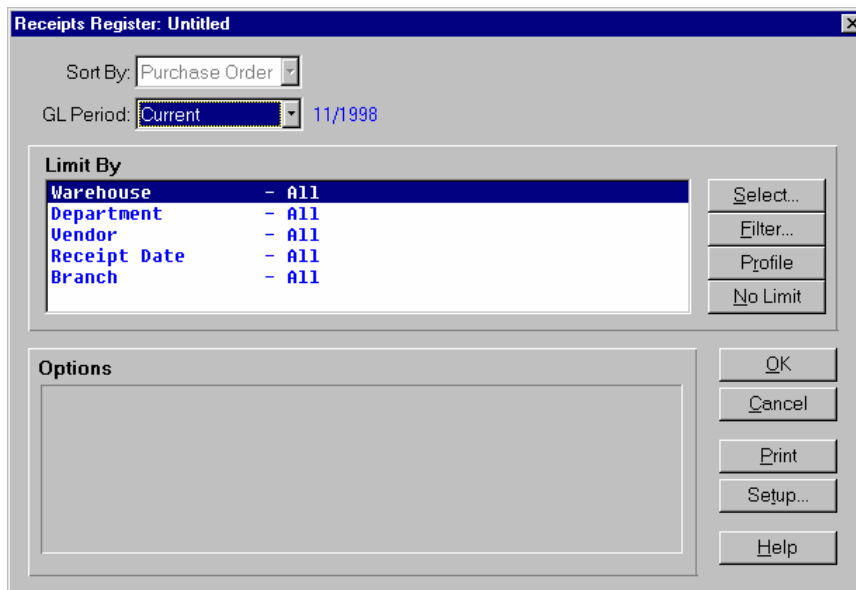 Receipts Register: Untitled
Sort By: Purchase Order
GL Period: Current 11/1998
Limit By
Warehouse - All
Department - All
Vendor - All
Receipt Date - All
Branch - All
Select...
Filter...
Profile
No Limit
Options
OK
Cancel
Print
Setup...
Help